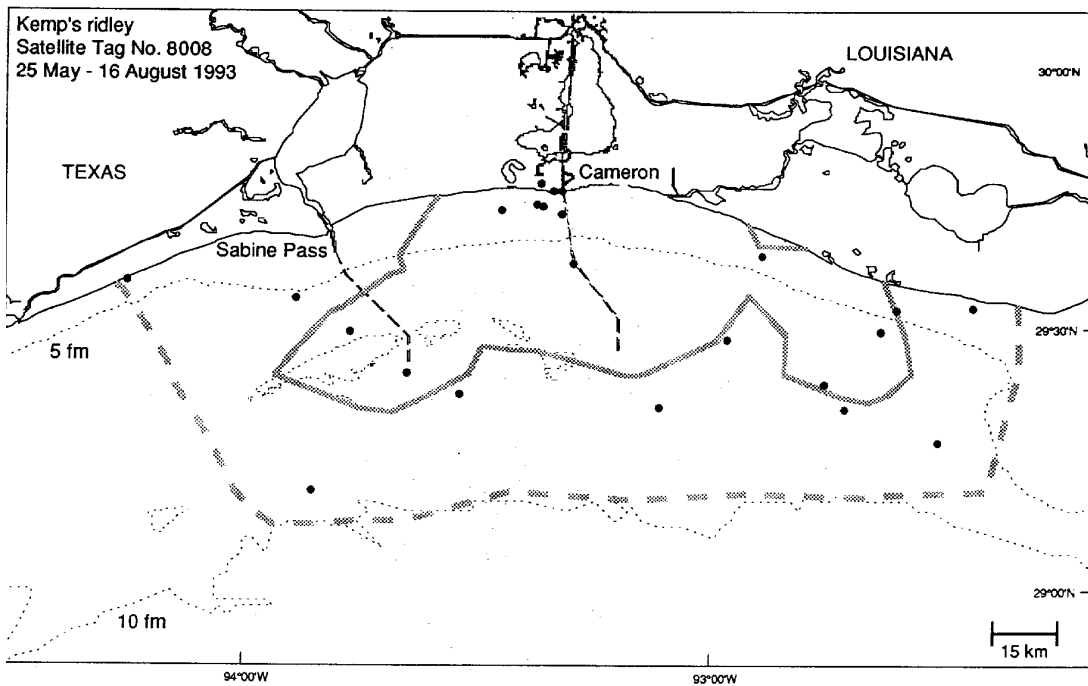 Kemp's ridley
Satellite Tag No. 8008
25 May - 16 August 1993
LOUISIANA
30°00'N
TEXAS
Cameron
Sabine Pass
29°30'N
5 fm
29°00'N
10 fm
15 km
94°00'W
93°00'W